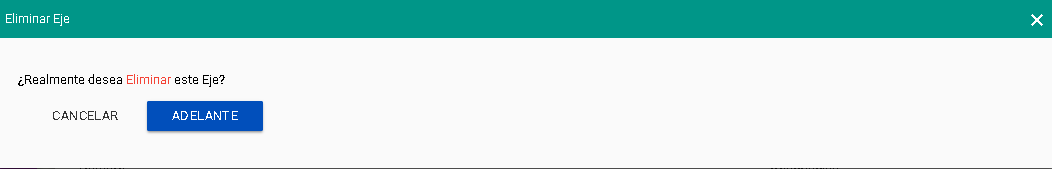 Eliminar Eje
¿Realmente desea Eliminar este Eje?
CANCELAR ADELANTE